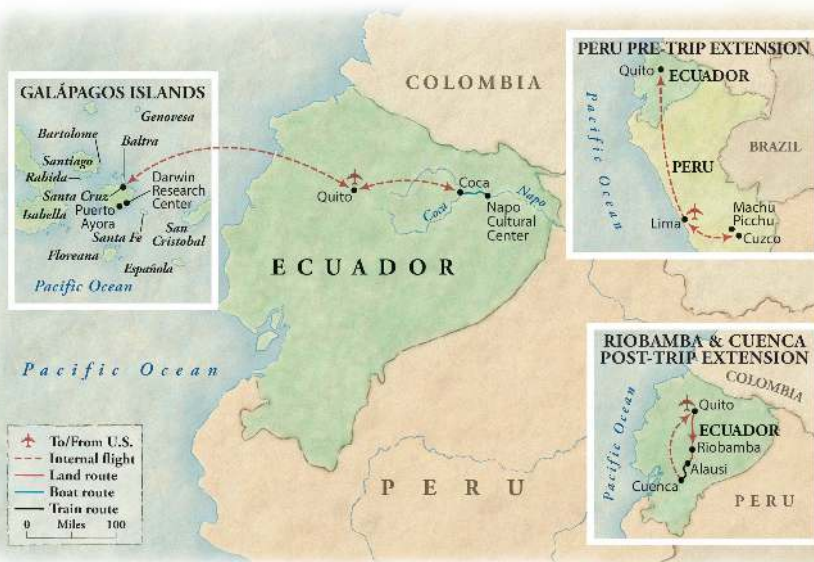 GALÁPAGOS ISLANDS
Genovesa
Bartolome
Baltra
Santiago
Rabida
Darwin
Research
Center
Santa Cruz
Puerto
Ayora
Isabella
Santa Fe
San
Cristobal
Floreana
Española
Pacific Ocean
COLOMBIA
Quito
Coca
Coca
Napo
Napo
Cultural
Center
ECUADOR
Pacific Ocean
PERU
To/From U.S.
Internal flight
Land route
Boat route
Train route
0 Miles 100
PERU PRE-TRIP EXTENSION
Quito
ECUADOR
Pacific Ocean
BRAZIL
PERU
Lima
Machu
Picchu
Cuzco
RIOBAMBA & CUENCA
POST-TRIP EXTENSION
COLOMBIA
Pacific Ocean
Quito
ECUADOR
Riobamba
Alausi
Cuenca
PERU